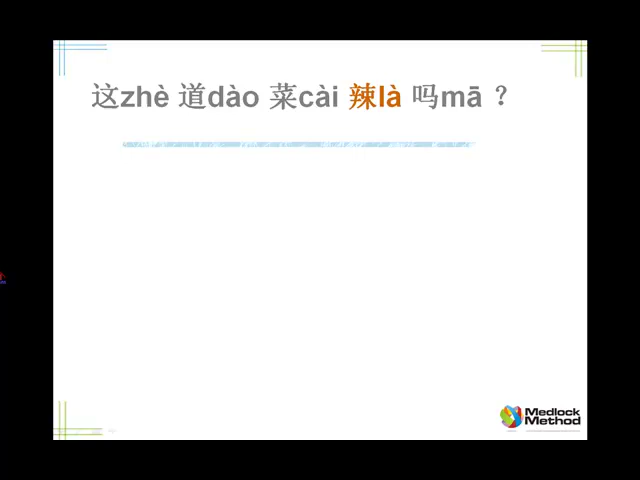 这zhè 道dào 菜cài 辣là 吗mā ？
Medlock
Method